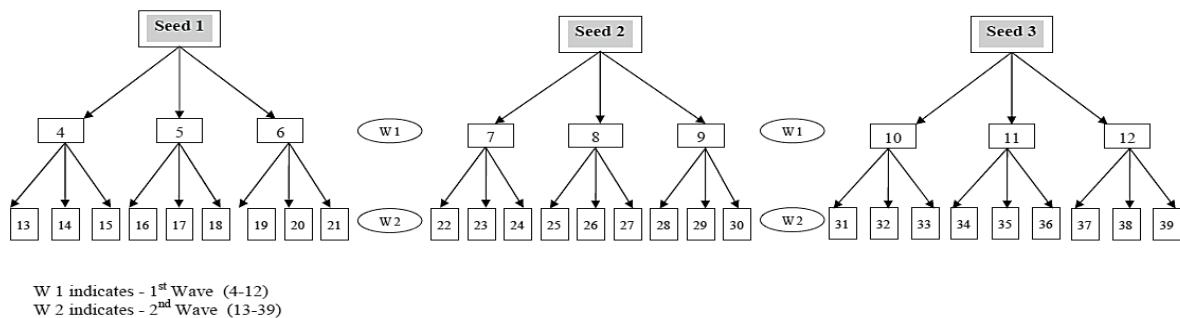 Seed 1 Seed 2 Seed 3
4 5 6 W 1 7 8 9 W 1 10 11 12
13 14 15 16 17 18 19 20 21 W 2 22 23 24 25 26 27 28 29 30 W 2 31 32 33 34 35 36 37 38 39
W 1 indicates - 1st Wave (4-12)
W 2 indicates - 2nd Wave (13-39)